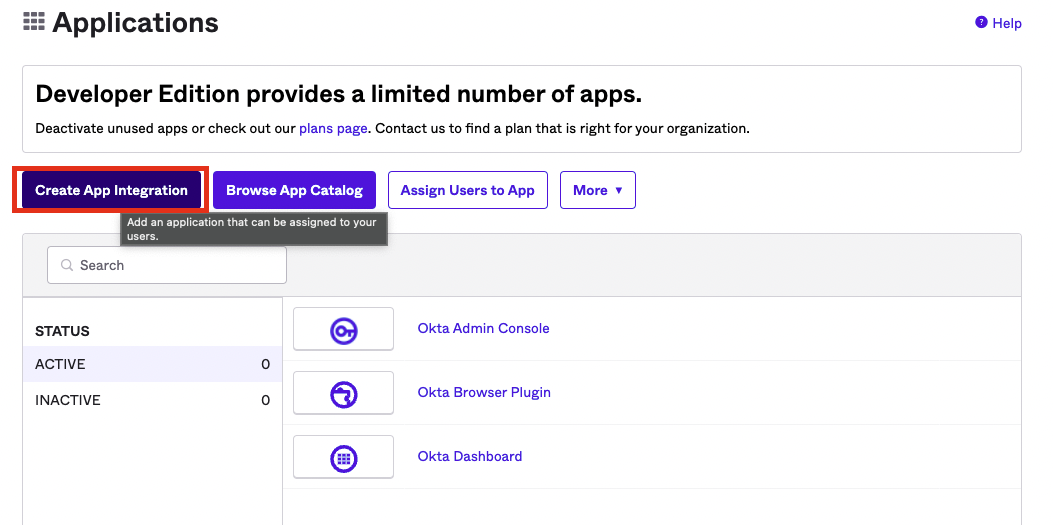 Applications
Help
Developer Edition provides a limited number of apps.
Deactivate unused apps or check out our plans page. Contact us to find a plan that is right for your organization.
Create App Integration
Browse App Catalog
Assign Users to App
More
Add an application that can be assigned to your
users.
Search
STATUS
ACTIVE 0
INACTIVE 0
Okta Admin Console
Okta Browser Plugin
Okta Dashboard